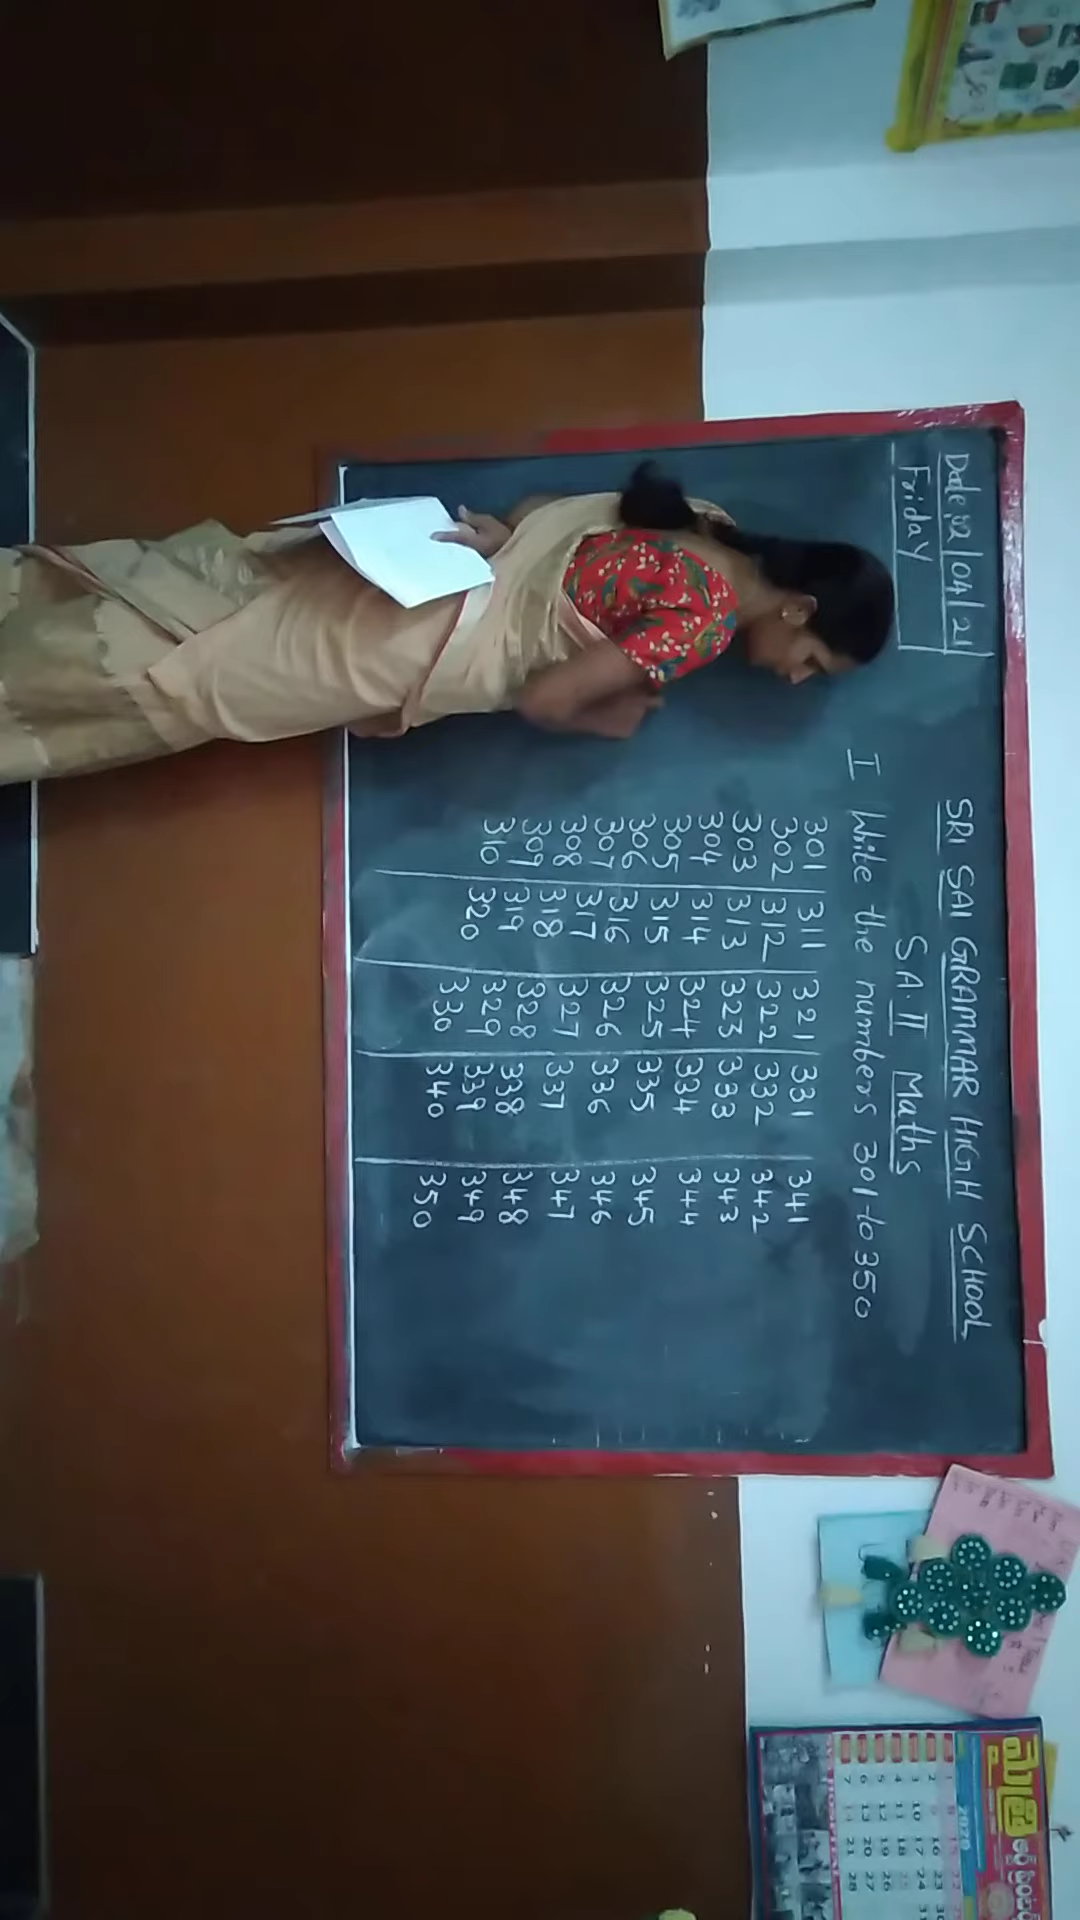 Date: 02/04/21
Friday
SRI SAI GRAMMAR HIGH SCHOOL
SA.II Maths
I Write the numbers 301 to 350
301 311 321 331 341
302 312 322 332 342
303 313 323 333 343
304 314 324 334 344
305 315 325 335 345
306 316 326 336 346
307 317 327 337 347
308 318 328 338 348
309 319 329 339 349
310 320 330 340 350
2020